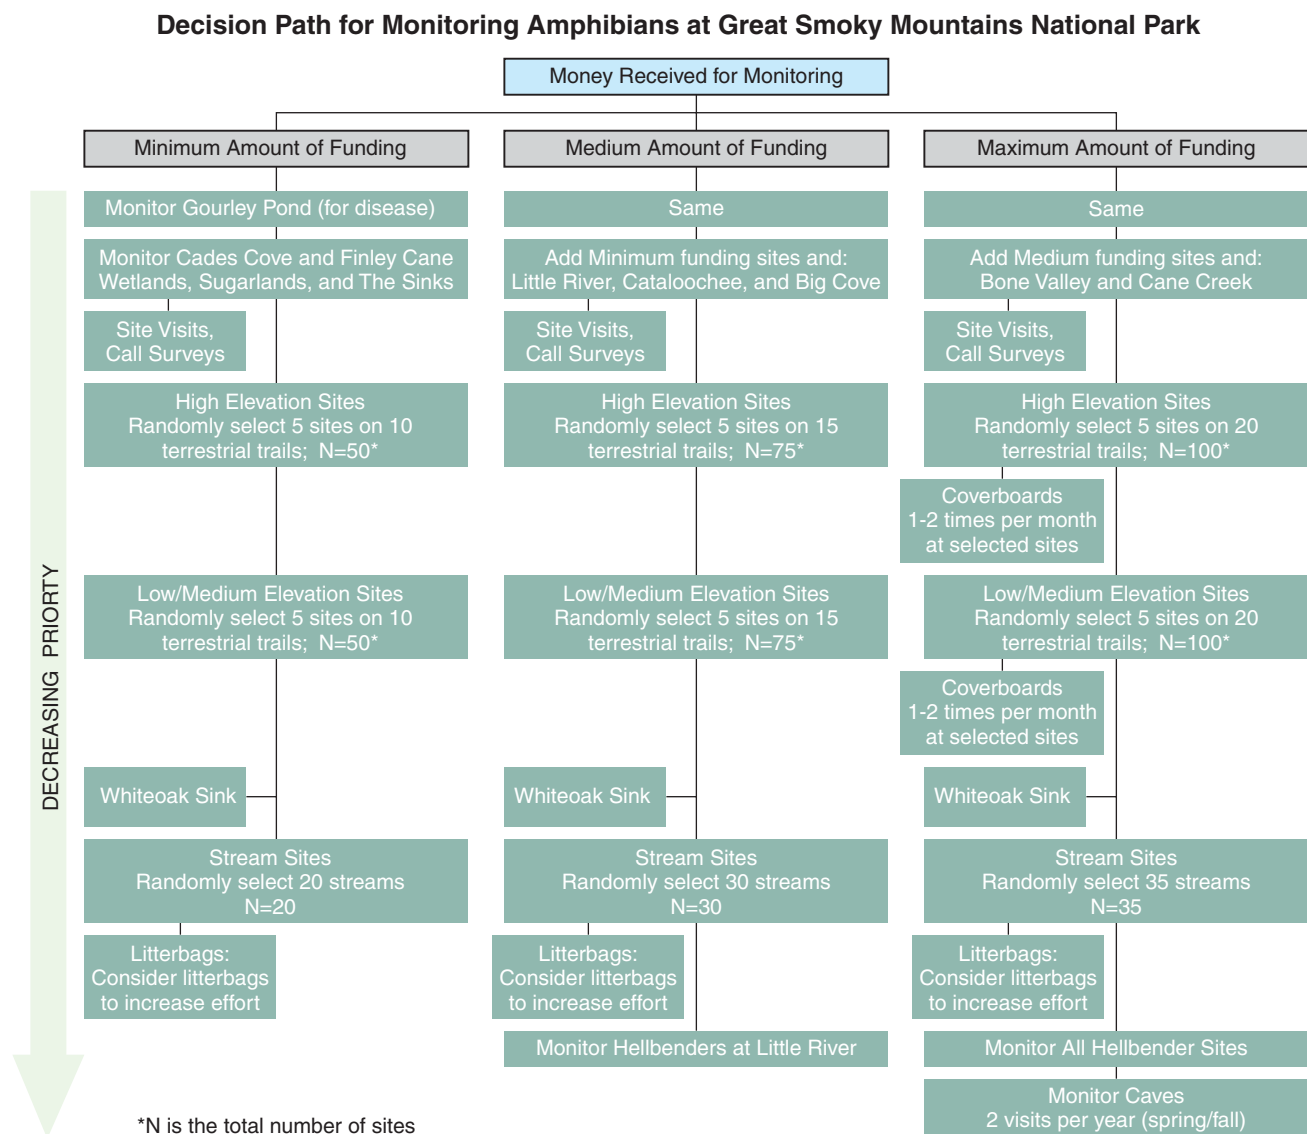 Decision Path for Monitoring Amphibians at Great Smoky Mountains National Park
Money Received for Monitoring
Minimum Amount of Funding
Medium Amount of Funding
Maximum Amount of Funding
DECREASING PRIORTY
Monitor Gourley Pond (for disease)
Same
Same
Monitor Cades Cove and Finley Cane
Wetlands, Sugarlands, and The Sinks
Add Minimum funding sites and:
Little River, Cataloochee, and Big Cove
Add Medium funding sites and:
Bone Valley and Cane Creek
Site Visits,
Call Surveys
Site Visits,
Call Surveys
Site Visits,
Call Surveys
High Elevation Sites
Randomly select 5 sites on 10
terrestrial trails; N=50*
High Elevation Sites
Randomly select 5 sites on 15
terrestrial trails; N=75*
High Elevation Sites
Randomly select 5 sites on 20
terrestrial trails; N=100*
Coverboards
1-2 times per month
at selected sites
Low/Medium Elevation Sites
Randomly select 5 sites on 10
terrestrial trails; N=50*
Low/Medium Elevation Sites
Randomly select 5 sites on 15
terrestrial trails; N=75*
Low/Medium Elevation Sites
Randomly select 5 sites on 20
terrestrial trails; N=100*
Coverboards
1-2 times per month
at selected sites
Whiteoak Sink
Whiteoak Sink
Whiteoak Sink
Stream Sites
Randomly select 20 streams
N=20
Stream Sites
Randomly select 30 streams
N=30
Stream Sites
Randomly select 35 streams
N=35
Litterbags:
Consider litterbags
to increase effort
Litterbags:
Consider litterbags
to increase effort
Litterbags:
Consider litterbags
to increase effort
Monitor Hellbenders at Little River
Monitor All Hellbender Sites
Monitor Caves
2 visits per year (spring/fall)
*N is the total number of sites